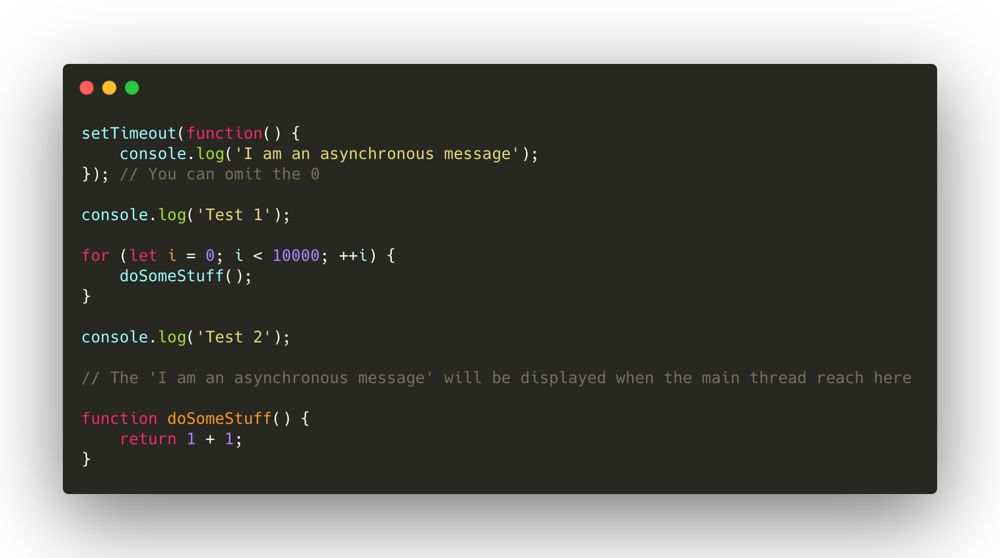 setTimeout(function() {
    console.log('I am an asynchronous message');
}); // You can omit the 0
console.log('Test 1');
for (let i = 0; i < 10000; ++i) {
    doSomeStuff();
}
console.log('Test 2');
// The 'I am an asynchronous message' will be displayed when the main thread reach here
function doSomeStuff() {
    return 1 + 1;
}